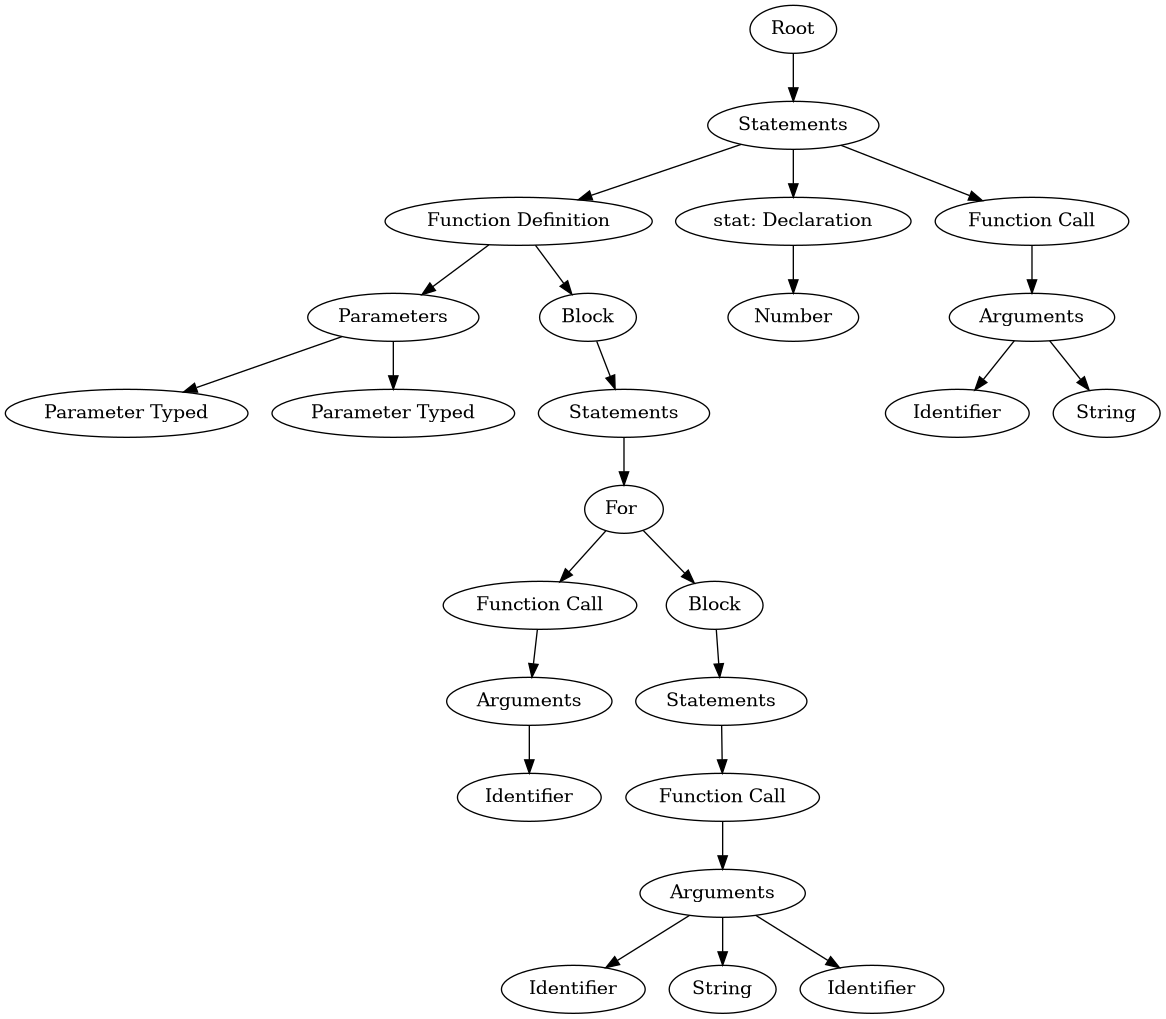 Root
Statements
Function Definition
stat: Declaration
Function Call
Parameters
Block
Number
Arguments
Parameter Typed
Parameter Typed
Statements
Identifier
String
For
Function Call
Block
Arguments
Statements
Identifier
Function Call
Arguments
Identifier
String
Identifier